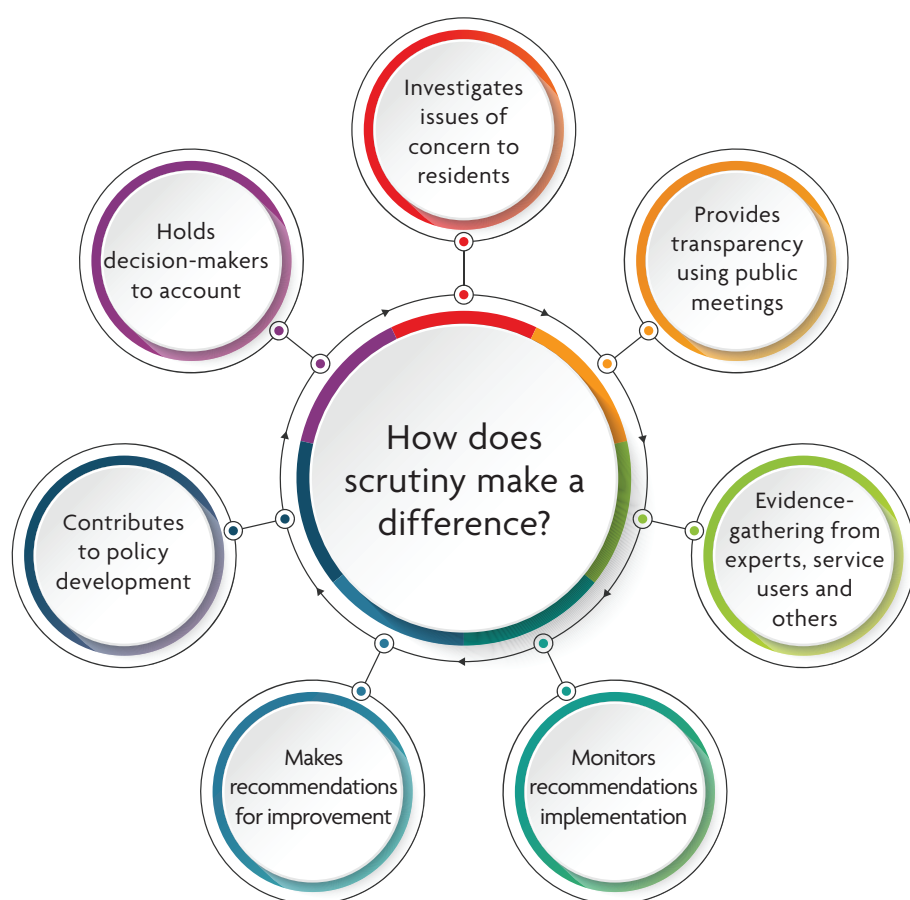 Investigates
issues of
concern to
residents
Provides
transparency
using public
meetings
Evidence-
gathering from
experts, service
users and
others
Monitors
recommendations
implementation
Makes
recommendations
for improvement
Contributes
to policy
development
Holds
decision-makers
to account
How does
scrutiny make a
difference?